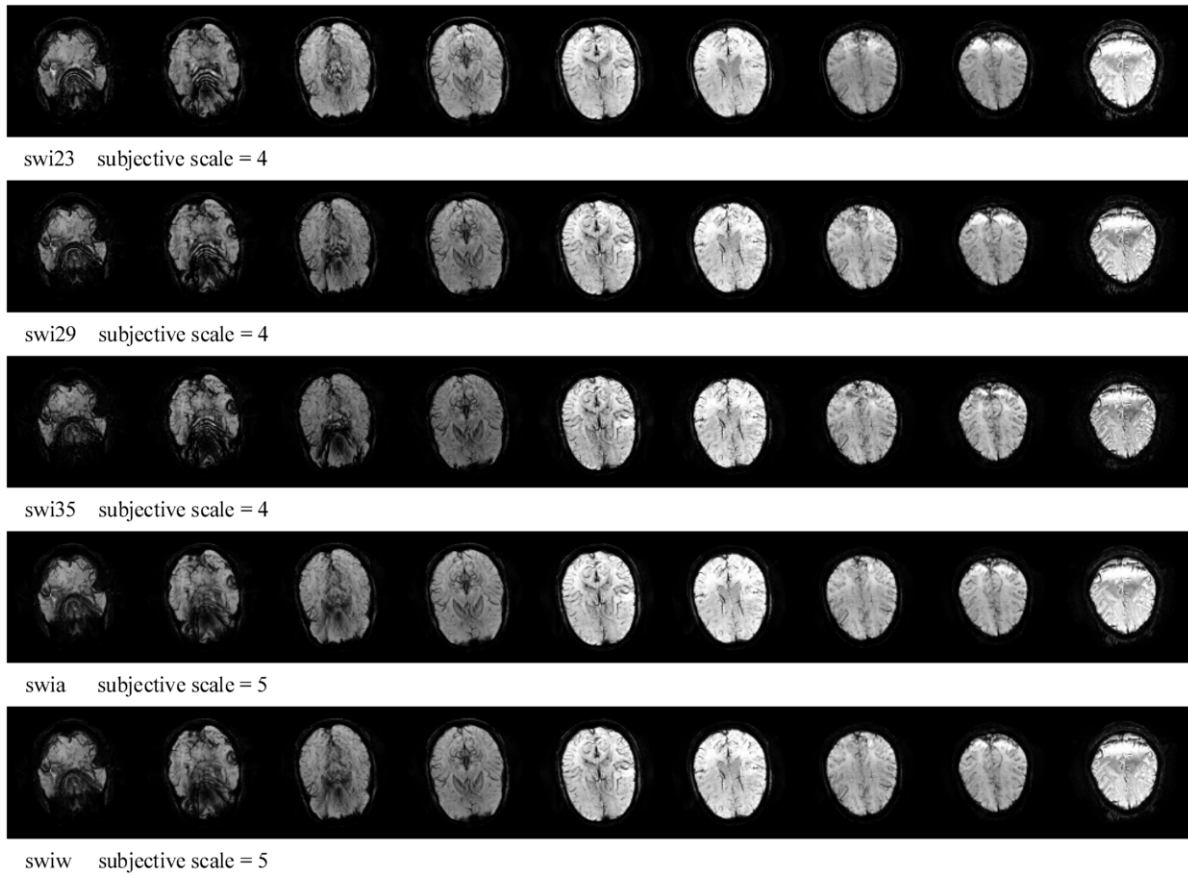 swi23 subjective scale = 4
swi29 subjective scale = 4
swi35 subjective scale = 4
swia subjective scale = 5
swiw subjective scale = 5